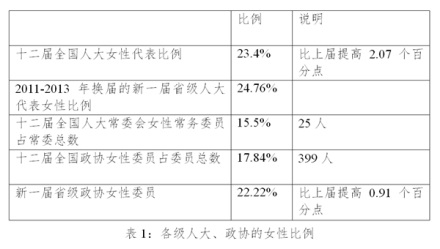 比例 说明
十二届全国人大女性代表比例 23.4% 比上届提高 2.07 个百
分点
2011-2013 年换届的新一届省级人大 24.76%
代表女性比例
十二届全国人大常委会女性常务委员 15.5% 25 人
占常委总数
十二届全国政协女性委员占委员总数 17.84% 399 人
新一届省级政协女性委员 22.22% 比上届提高 0.91 个百
分点
表 1：各级人大、政协的女性比例